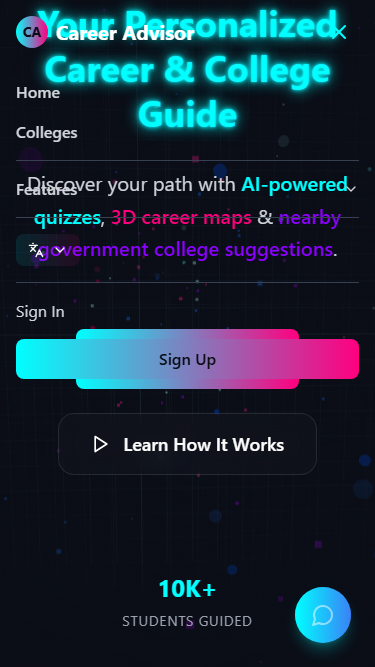 Your Personalized
CA Career Advisor
Career & College
Home
Guide
Colleges
Discover your path with AI-powered
Features
quizzes, 3D career maps & nearby
government college suggestions.
Sign In
Sign Up
Learn How It Works
10K+
STUDENTS GUIDED